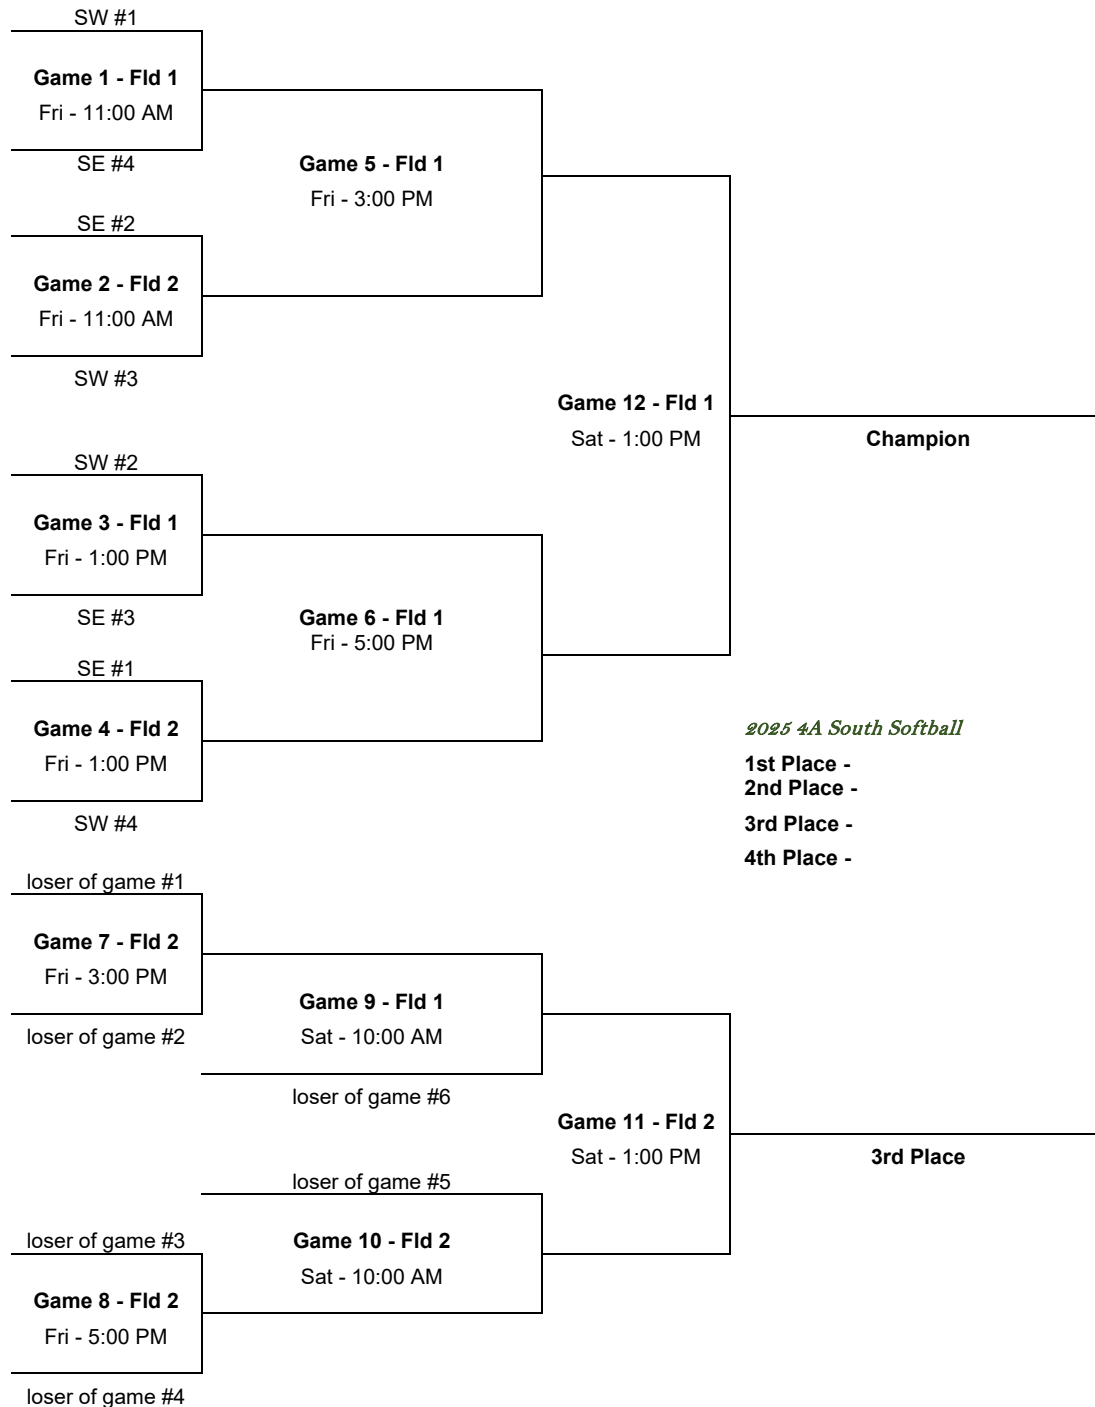 SW #1
Game 1 - Fld 1
Fri - 11:00 AM
SE #4
Game 5 - Fld 1
Fri - 3:00 PM
SE #2
Game 2 - Fld 2
Fri - 11:00 AM
SW #3
Game 12 - Fld 1
Sat - 1:00 PM
Champion
SW #2
Game 3 - Fld 1
Fri - 1:00 PM
SE #3
Game 6 - Fld 1
Fri - 5:00 PM
SE #1
Game 4 - Fld 2
Fri - 1:00 PM
SW #4
2025 4A South Softball
1st Place -
2nd Place -
3rd Place -
4th Place -
loser of game #1
Game 7 - Fld 2
Fri - 3:00 PM
loser of game #2
Game 9 - Fld 1
Sat - 10:00 AM
loser of game #6
Game 11 - Fld 2
Sat - 1:00 PM
3rd Place
loser of game #5
Game 10 - Fld 2
Sat - 10:00 AM
loser of game #3
Game 8 - Fld 2
Fri - 5:00 PM
loser of game #4